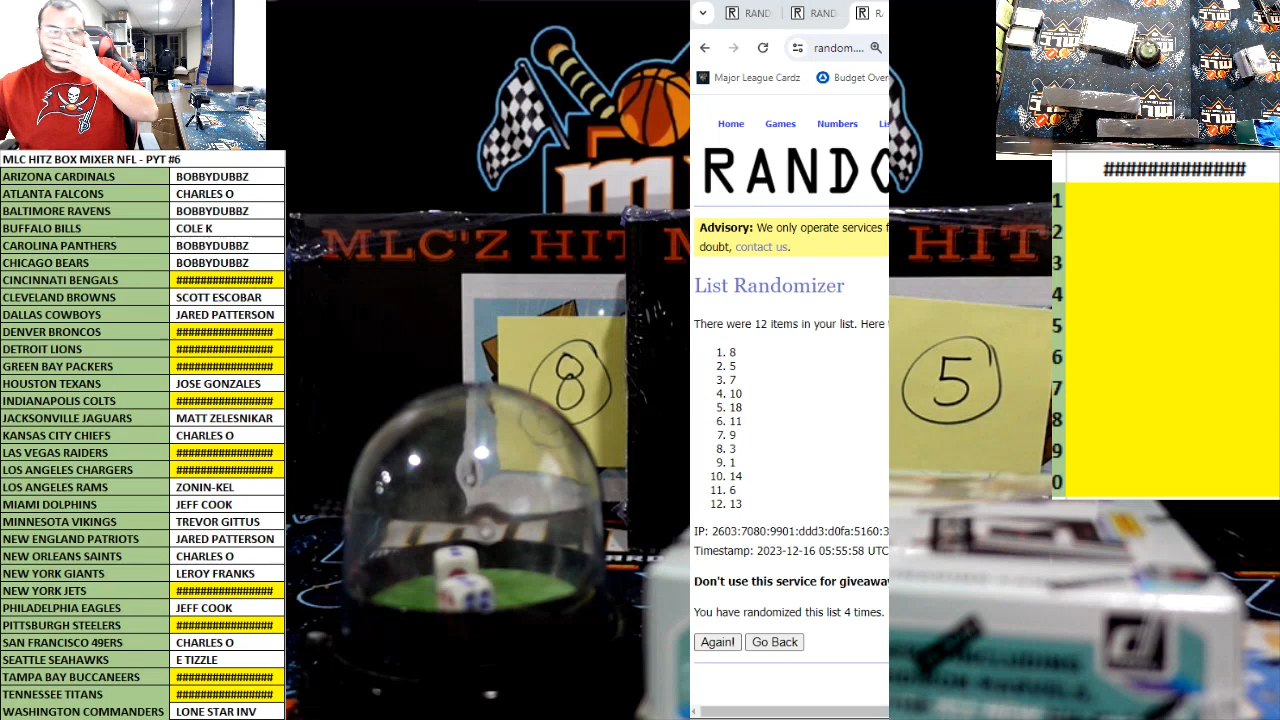 MLC HITZ BOX MIXER NFL - PYT #6
ARIZONA CARDINALS BOBBYDUBBZ
ATLANTA FALCONS CHARLES O
BALTIMORE RAVENS BOBBYDUBBZ
BUFFALO BILLS COLE K
CAROLINA PANTHERS BOBBYDUBBZ
CHICAGO BEARS BOBBYDUBBZ
CINCINNATI BENGALS ################
CLEVELAND BROWNS SCOTT ESCOBAR
DALLAS COWBOYS JARED PATTERSON
DENVER BRONCOS ################
DETROIT LIONS ################
GREEN BAY PACKERS ################
HOUSTON TEXANS JOSE GONZALES
INDIANAPOLIS COLTS ################
JACKSONVILLE JAGUARS MATT ZELESNIKAR
KANSAS CITY CHIEFS CHARLES O
LAS VEGAS RAIDERS ################
LOS ANGELES CHARGERS ################
LOS ANGELES RAMS ZONIN-KEL
MIAMI DOLPHINS JEFF COOK
MINNESOTA VIKINGS TREVOR GITTUS
NEW ENGLAND PATRIOTS JARED PATTERSON
NEW ORLEANS SAINTS CHARLES O
NEW YORK GIANTS LEROY FRANKS
NEW YORK JETS ################
PHILADELPHIA EAGLES JEFF COOK
PITTSBURGH STEELERS ################
SAN FRANCISCO 49ERS CHARLES O
SEATTLE SEAHAWKS E TIZZLE
TAMPA BAY BUCCANEERS ################
TENNESSEE TITANS ################
WASHINGTON COMMANDERS LONE STAR INV
MLC'Z HIT
M
HIT
8
5
RAND
RAND
R
random....
Major League Cardz Budget Over
Home Games Numbers Lis
RANDO
Advisory: We only operate services f
doubt, contact us.
List Randomizer
There were 12 items in your list. Here
1. 8
2. 5
3. 7
4. 10
5. 18
6. 11
7. 9
8. 3
9. 1
10. 14
11. 6
12. 13
IP: 2603:7080:9901:ddd3:d0fa:5160:3
Timestamp: 2023-12-16 05:55:58 UTC
Don't use this service for giveaway
You have randomized this list 4 times.
Again! Go Back
#############
1
2
3
4
5
6
7
8
9
0